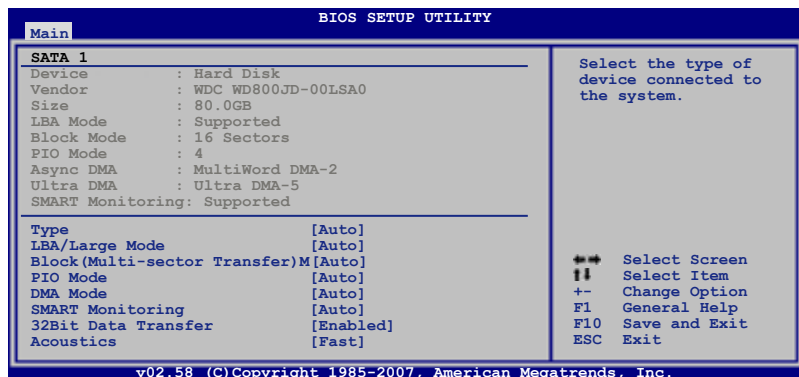 BIOS SETUP UTILITY
Main
SATA 1
Device : Hard Disk
Vendor : WDC WD800JD-00LSA0
Size : 80.0GB
LBA Mode : Supported
Block Mode : 16 Sectors
PIO Mode : 4
Async DMA : MultiWord DMA-2
Ultra DMA : Ultra DMA-5
SMART Monitoring: Supported
Type [Auto]
LBA/Large Mode [Auto]
Block(Multi-sector Transfer)M[Auto]
PIO Mode [Auto]
DMA Mode [Auto]
SMART Monitoring [Auto]
32Bit Data Transfer [Enabled]
Acoustics [Fast]
Select the type of
device connected to
the system.
←→ Select Screen
↑↓ Select Item
+- Change Option
F1 General Help
F10 Save and Exit
ESC Exit
v02.58 (C)Copyright 1985-2007, American Megatrends, Inc.